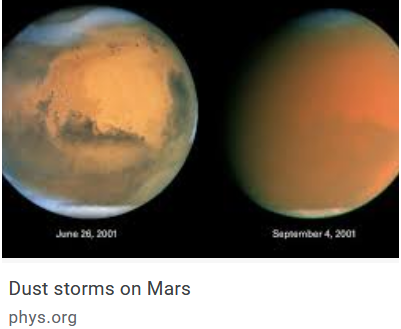 June 26, 2001
September 4, 2001
Dust storms on Mars
phys.org